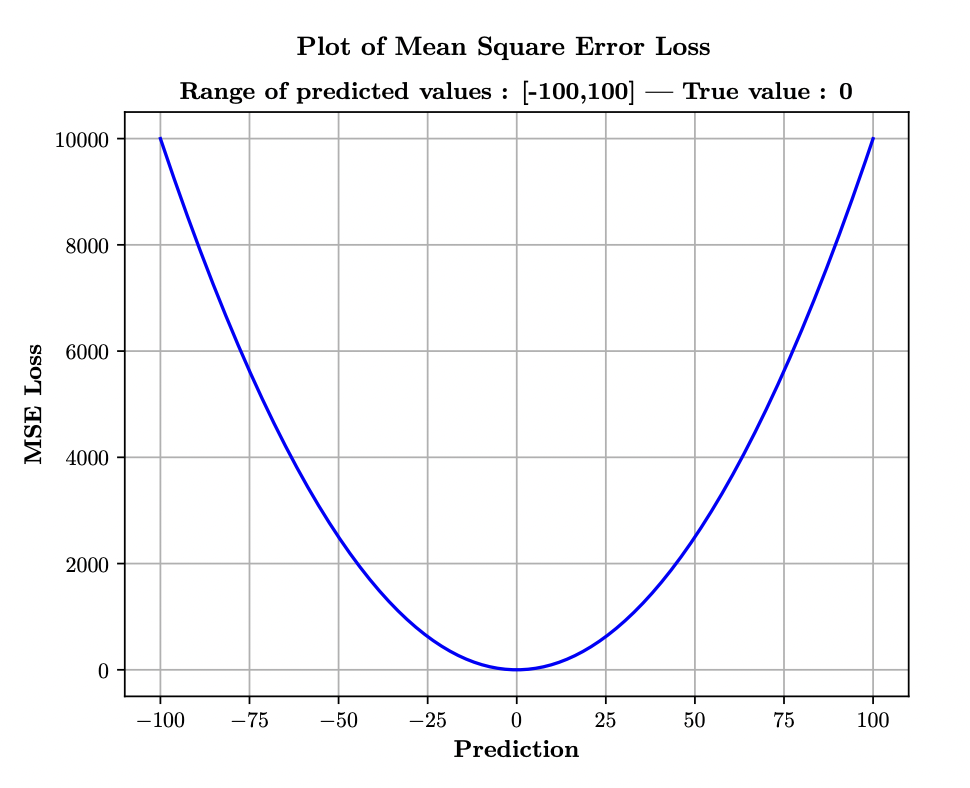 Plot of Mean Square Error Loss
Range of predicted values : [-100,100] — True value : 0
10000
8000
6000
4000
2000
0
MSE Loss
−100 −75 −50 −25 0 25 50 75 100
Prediction